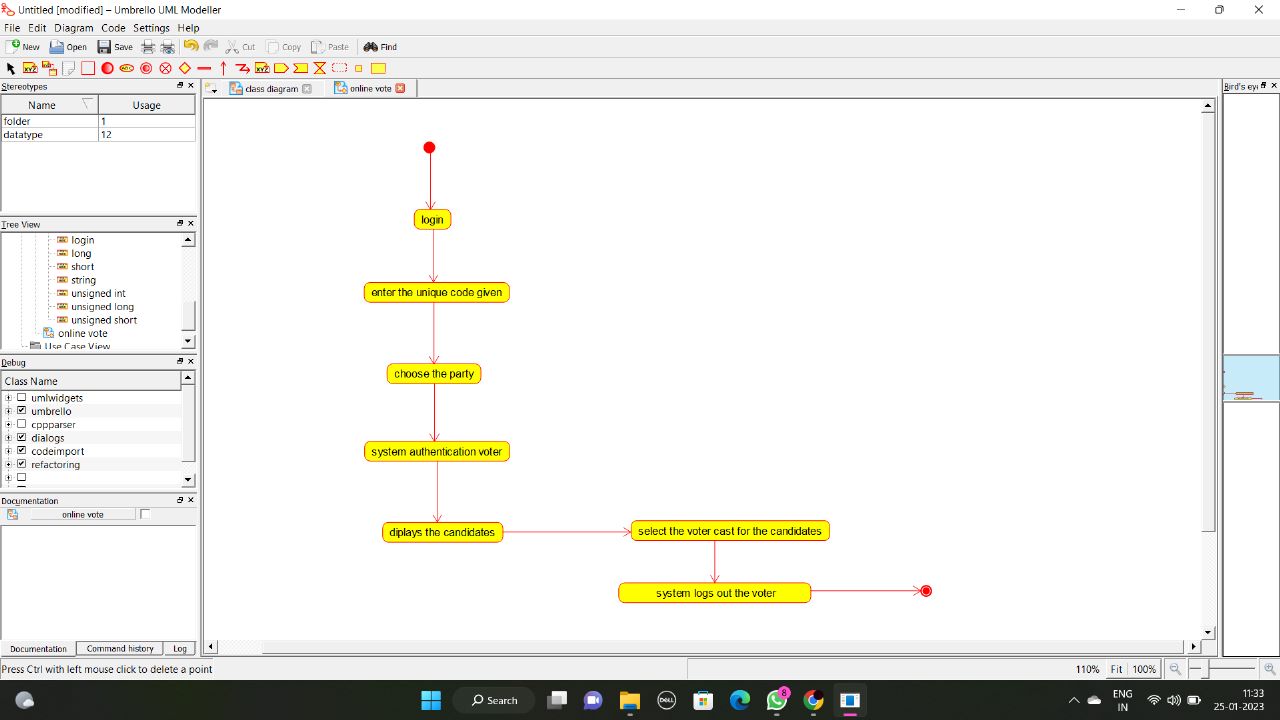 Untitled [modified] – Umbrello UML Modeller
File Edit Diagram Code Settings Help
New Open Save Cut Copy Paste Find
Stereotypes
class diagram
online vote
Bird's ey
Name Usage
folder 1
datatype 12
Tree View
login
long
short
string
unsigned int
unsigned long
unsigned short
online vote
Use Case View
Debug
Class Name
umlwidgets
umbrello
cppparser
dialogs
codeimport
refactoring
Documentation
online vote
login
enter the unique code given
choose the party
system authentication voter
diplays the candidates
select the voter cast for the candidates
system logs out the voter
Documentation Command history Log
Press Ctrl with left mouse click to delete a point
110% Fit 100%
Search
DELL
8
ENG
IN
11:33
25-01-2023